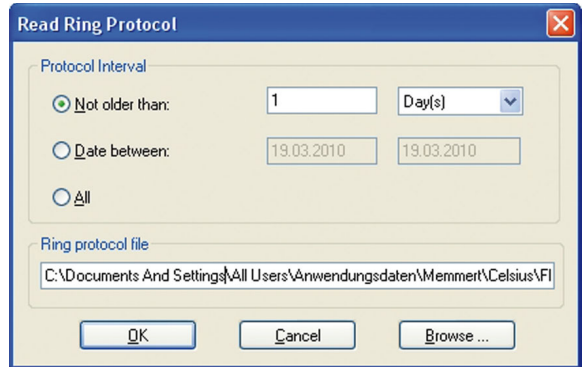 Read Ring Protocol
Protocol Interval
Not older than: 1 Day(s)
Date between: 19.03.2010 19.03.2010
All
Ring protocol file
C:\Documents And Settings\All Users\Anwendungsdaten\Memmert\Celsius\Fl
OK Cancel Browse ...